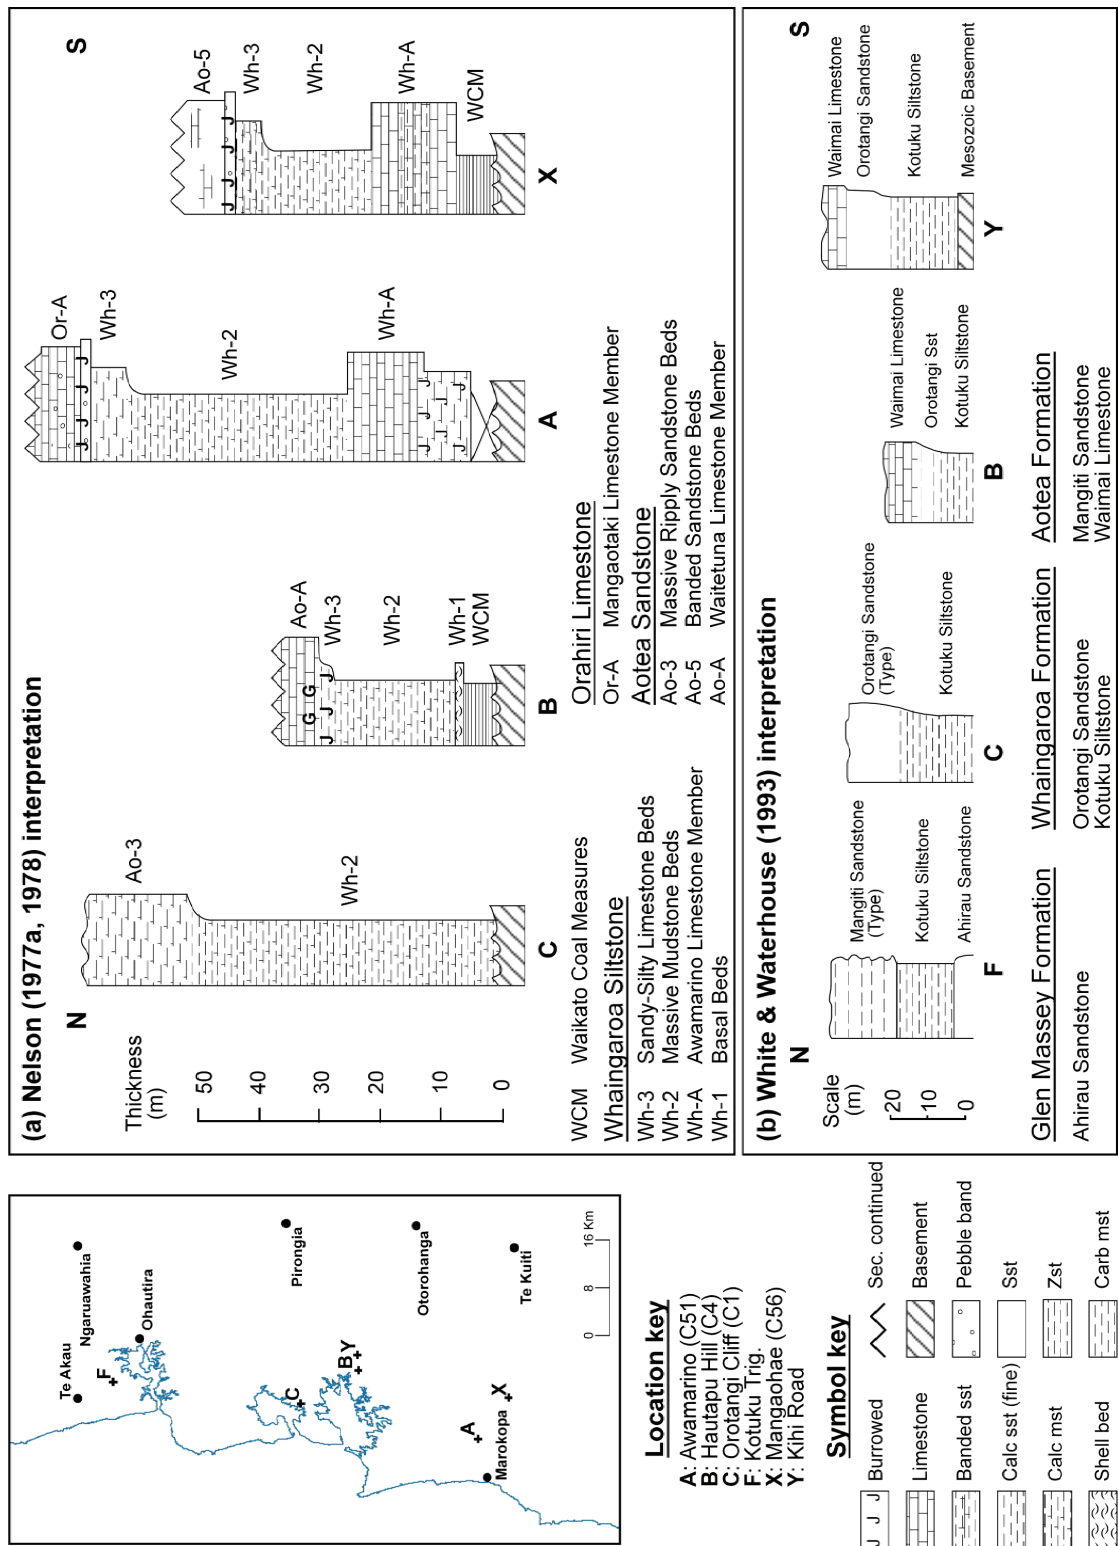 (a) Nelson (1977a, 1978) interpretation
N
S
Thickness
(m)
50
40
30
20
10
0
Ao-3
Wh-2
C
Ao-A
Wh-3
Wh-2
Wh-1
WCM
J J J
G G
B
Or-A
Wh-3
Wh-2
Wh-A
J J J J
J J J J J J J
A
Ao-5
Wh-3
Wh-2
Wh-A
WCM
J J J J
X
WCM Waikato Coal Measures
Whaingaroa Siltstone
Wh-3 Sandy-Silty Limestone Beds
Wh-2 Massive Mudstone Beds
Wh-A Awamarino Limestone Member
Wh-1 Basal Beds
Orahiri Limestone
Or-A Mangaotaki Limestone Member
Aotea Sandstone
Ao-3 Massive Ripply Sandstone Beds
Ao-5 Banded Sandstone Beds
Ao-A Waitetuna Limestone Member
(b) White & Waterhouse (1993) interpretation
N
S
Scale
(m)
20
10
0
Mangiti Sandstone
(Type)
Kotuku Siltstone
Ahirau Sandstone
F
Orotangi Sandstone
(Type)
Kotuku Siltstone
C
Waimai Limestone
Orotangi Sst
Kotuku Siltstone
B
Waimai Limestone
Orotangi Sandstone
Kotuku Siltstone
Mesozoic Basement
Y
Glen Massey Formation
Ahirau Sandstone
Whaingaroa Formation
Orotangi Sandstone
Kotuku Siltstone
Aotea Formation
Mangiti Sandstone
Waimai Limestone
Te Akau
Ngaruawahia
F
Ohautira
C
Pirongia
B Y
Otorohanga
A
X
Marokopa
Te Kuiti
0 8 16 Km
Location key
A: Awamarino (C51)
B: Hautapu Hill (C4)
C: Orotangi Cliff (C1)
F: Kotuku Trig.
X: Mangaohae (C56)
Y: Kihi Road
Symbol key
J J J Burrowed
Limestone
Banded sst
Calc sst (fine)
Calc mst
Shell bed
Sec. continued
Basement
Pebble band
Sst
Zst
Carb mst